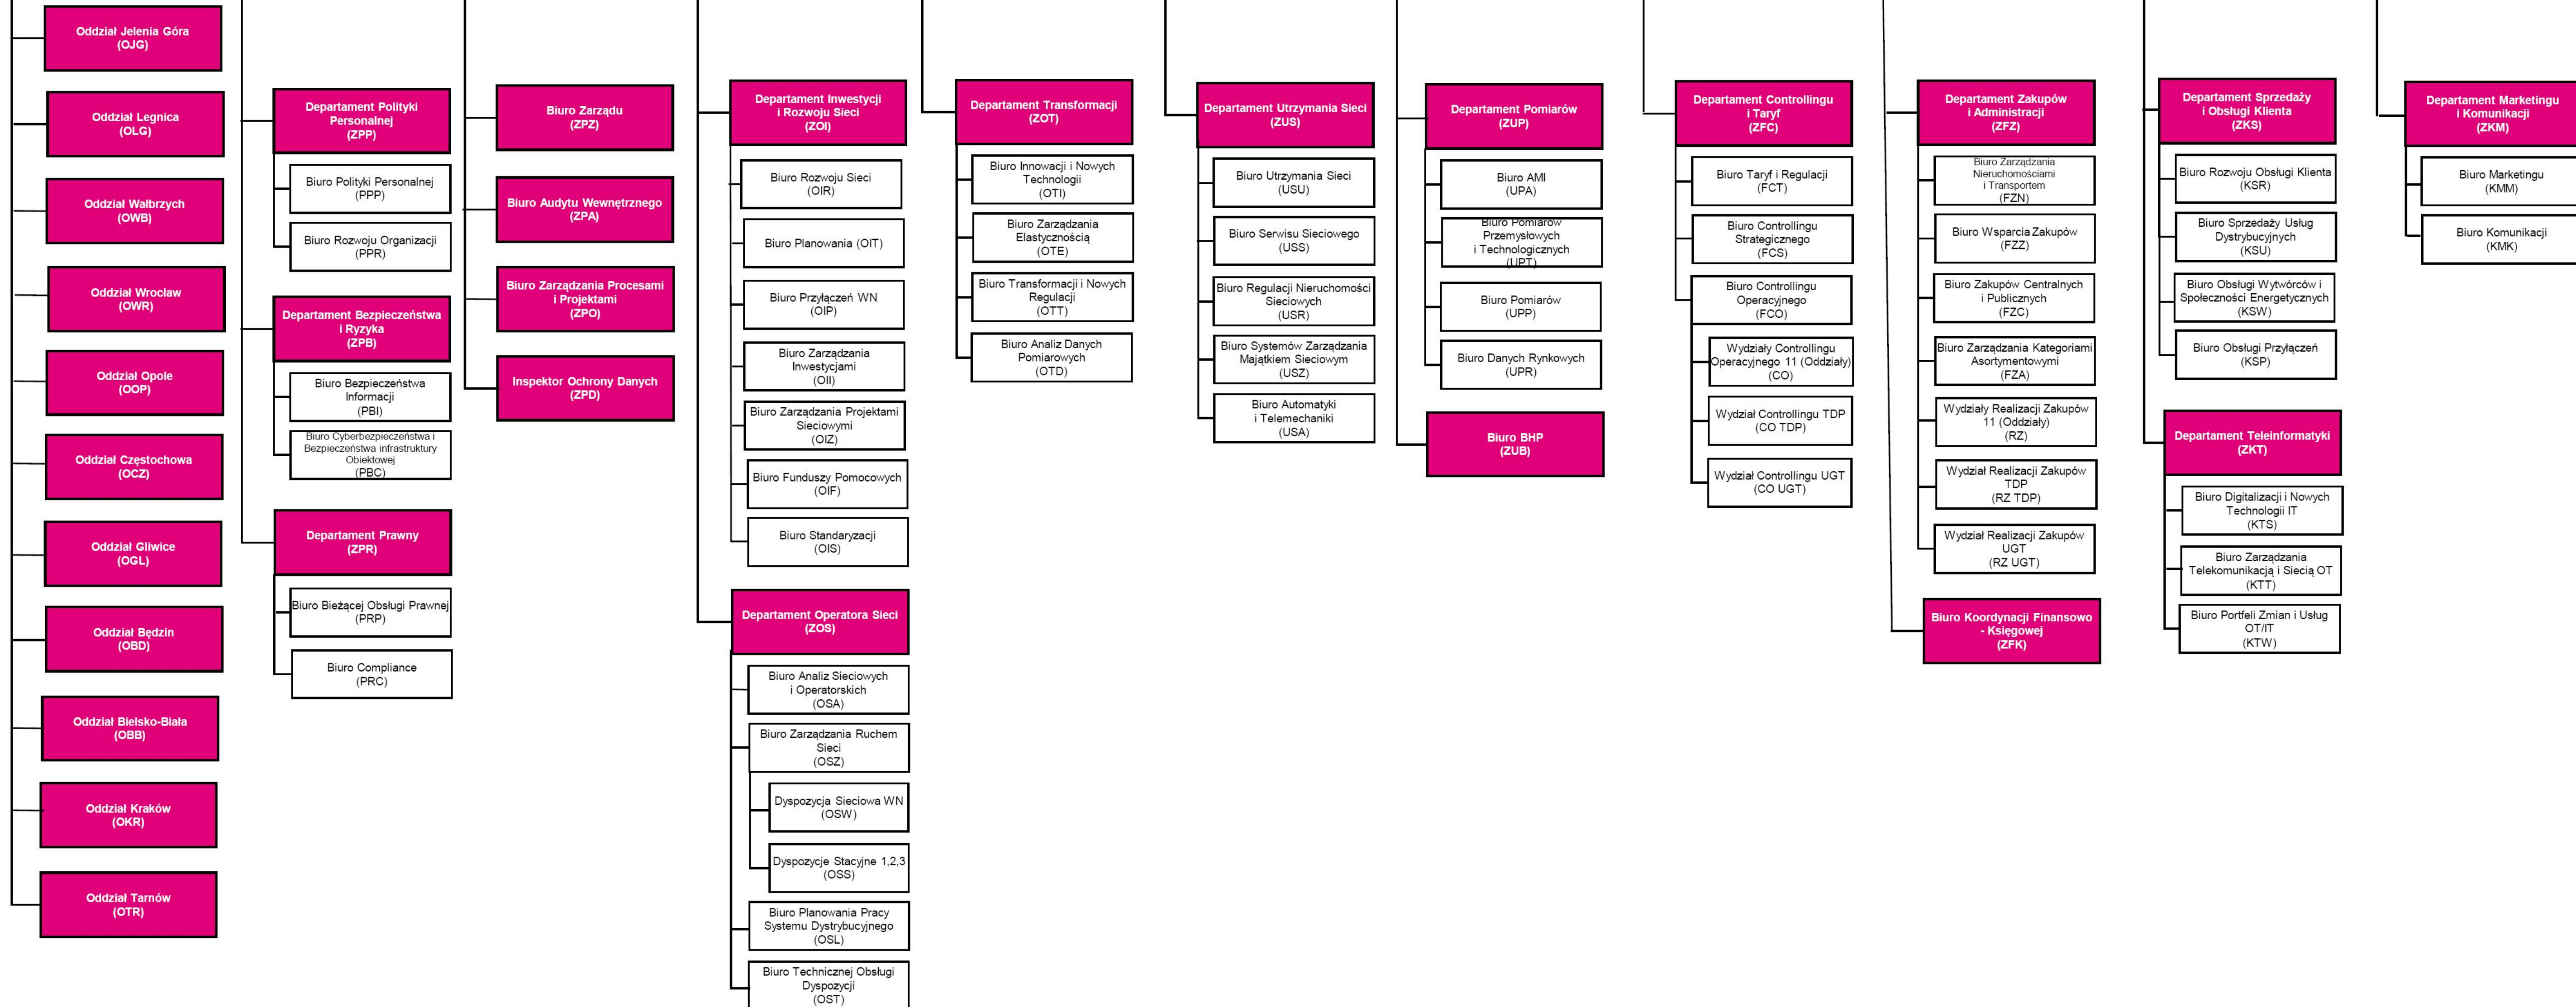 Oddział Jelenia Góra
(OJG)
Oddział Legnica
(OLG)
Oddział Wałbrzych
(OWB)
Oddział Wrocław
(OWR)
Oddział Opole
(OOP)
Oddział Częstochowa
(OCZ)
Oddział Gliwice
(OGL)
Oddział Będzin
(OBD)
Oddział Bielsko-Biała
(OBB)
Oddział Kraków
(OKR)
Oddział Tarnów
(OTR)
Departament Polityki
Personalnej
(ZPP)
Biuro Polityki Personalnej
(PPP)
Biuro Rozwoju Organizacji
(PPR)
Departament Bezpieczeństwa
i Ryzyka
(ZPB)
Biuro Bezpieczeństwa
Informacji
(PBI)
Biuro Cyberbezpieczeństwa i
Bezpieczeństwa infrastruktury
Obiektowej
(PBC)
Departament Prawny
(ZPR)
Biuro Bieżącej Obsługi Prawnej
(PRP)
Biuro Compliance
(PRC)
Biuro Zarządu
(ZPZ)
Biuro Audytu Wewnętrznego
(ZPA)
Biuro Zarządzania Procesami
i Projektami
(ZPO)
Inspektor Ochrony Danych
(ZPD)
Departament Inwestycji
i Rozwoju Sieci
(ZOI)
Biuro Rozwoju Sieci
(OIR)
Biuro Planowania (OIT)
Biuro Przyłączeń WN
(OIP)
Biuro Zarządzania
Inwestycjami
(OII)
Biuro Zarządzania Projektami
Sieciowymi
(OIZ)
Biuro Funduszy Pomocowych
(OIF)
Biuro Standaryzacji
(OIS)
Departament Operatora Sieci
(ZOS)
Biuro Analiz Sieciowych
i Operatorskich
(OSA)
Biuro Zarządzania Ruchem
Sieci
(OSZ)
Dyspozycja Sieciowa WN
(OSW)
Dyspozycje Stacyjne 1,2,3
(OSS)
Biuro Planowania Pracy
Systemu Dystrybucyjnego
(OSL)
Biuro Technicznej Obsługi
Dyspozycji
(OST)
Departament Transformacji
(ZOT)
Biuro Innowacji i Nowych
Technologii
(OTI)
Biuro Zarządzania
Elastycznością
(OTE)
Biuro Transformacji i Nowych
Regulacji
(OTT)
Biuro Analiz Danych
Pomiarowych
(OTD)
Departament Utrzymania Sieci
(ZUS)
Biuro Utrzymania Sieci
(USU)
Biuro Serwisu Sieciowego
(USS)
Biuro Regulacji Nieruchomości
Sieciowych
(USR)
Biuro Systemów Zarządzania
Majątkiem Sieciowym
(USZ)
Biuro Automatyki
i Telemechaniki
(USA)
Departament Pomiarów
(ZUP)
Biuro AMI
(UPA)
Biuro Pomiarów
Przemysłowych
i Technologicznych
(UPT)
Biuro Pomiarów
(UPP)
Biuro Danych Rynkowych
(UPR)
Biuro BHP
(ZUB)
Departament Controllingu
i Taryf
(ZFC)
Biuro Taryf i Regulacji
(FCT)
Biuro Controllingu
Strategicznego
(FCS)
Biuro Controllingu
Operacyjnego
(FCO)
Wydziały Controllingu
Operacyjnego 11 (Oddziały)
(CO)
Wydział Controllingu TDP
(CO TDP)
Wydział Controllingu UGT
(CO UGT)
Departament Zakupów
i Administracji
(ZFZ)
Biuro Zarządzania
Nieruchomościami
i Transportem
(FZN)
Biuro Wsparcia Zakupów
(FZZ)
Biuro Zakupów Centralnych
i Publicznych
(FZC)
Biuro Zarządzania Kategoriami
Asortymentowymi
(FZA)
Wydziały Realizacji Zakupów
11 (Oddziały)
(RZ)
Wydział Realizacji Zakupów
TDP
(RZ TDP)
Wydział Realizacji Zakupów
UGT
(RZ UGT)
Biuro Koordynacji Finansowo
- Księgowej
(ZFK)
Departament Sprzedaży
i Obsługi Klienta
(ZKS)
Biuro Rozwoju Obsługi Klienta
(KSR)
Biuro Sprzedaży Usług
Dystrybucyjnych
(KSU)
Biuro Obsługi Wytwórców i
Społeczności Energetycznych
(KSW)
Biuro Obsługi Przyłączeń
(KSP)
Departament Teleinformatyki
(ZKT)
Biuro Digitalizacji i Nowych
Technologii IT
(KTS)
Biuro Zarządzania
Telekomunikacją i Siecią OT
(KTT)
Biuro Portfeli Zmian i Usług
OT/IT
(KTW)
Departament Marketingu
i Komunikacji
(ZKM)
Biuro Marketingu
(KMM)
Biuro Komunikacji
(KMK)